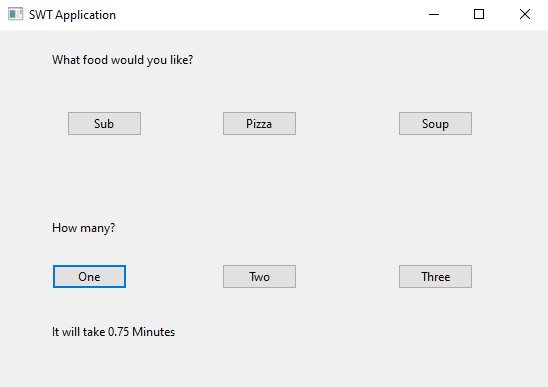 SWT Application
What food would you like?
Sub Pizza Soup
How many?
One Two Three
It will take 0.75 Minutes